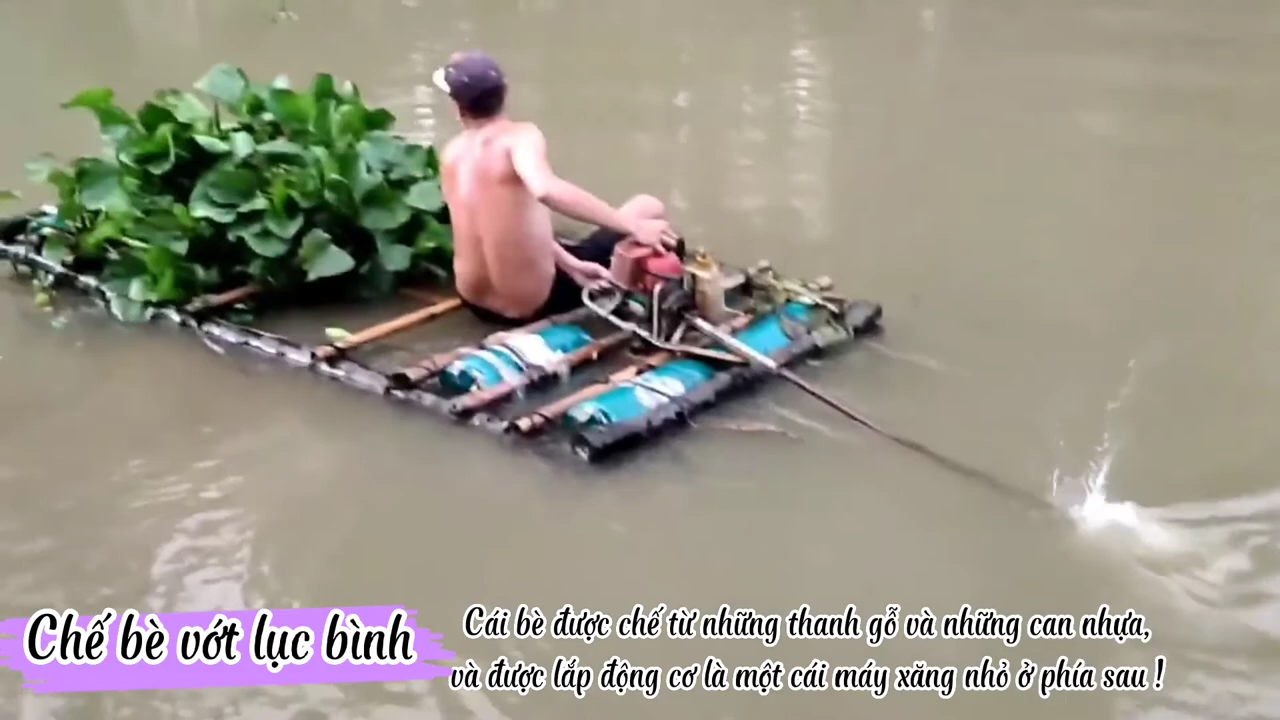 Chế bè vớt lục bình
Cái bè được chế từ những thanh gỗ và những can nhựa,
và được lắp động cơ là một cái máy xăng nhỏ ở phía sau !